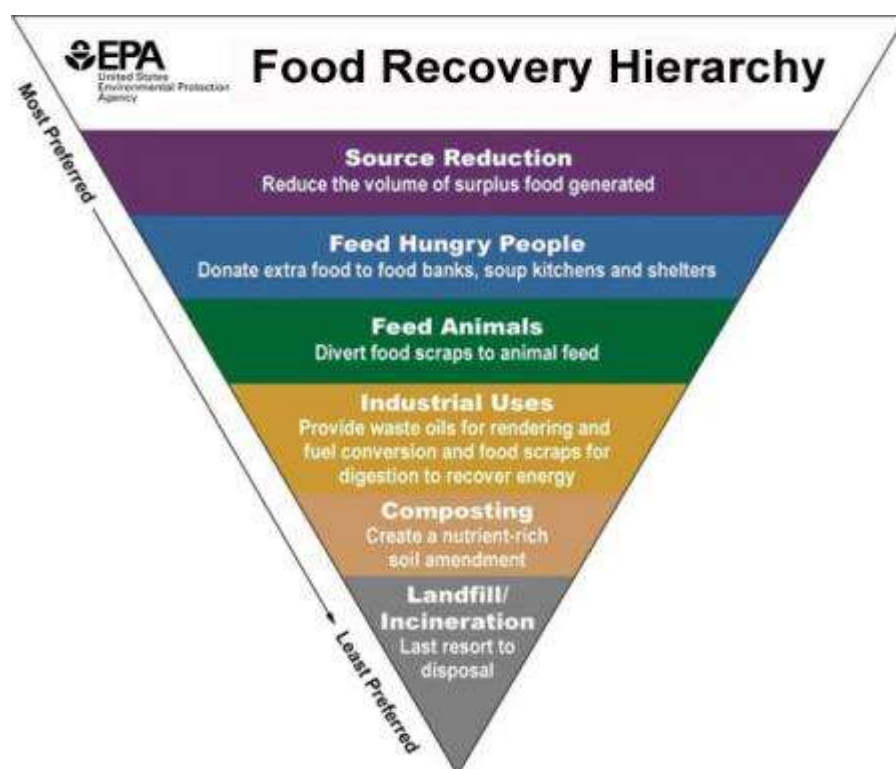 EPA
United States
Environmental Protection
Agency
Food Recovery Hierarchy
Most Preferred
Source Reduction
Reduce the volume of surplus food generated
Feed Hungry People
Donate extra food to food banks, soup kitchens and shelters
Feed Animals
Divert food scraps to animal feed
Industrial Uses
Provide waste oils for rendering and
fuel conversion and food scraps for
digestion to recover energy
Composting
Create a nutrient-rich
soil amendment
Landfill/
Incineration
Last resort to
disposal
Least Preferred